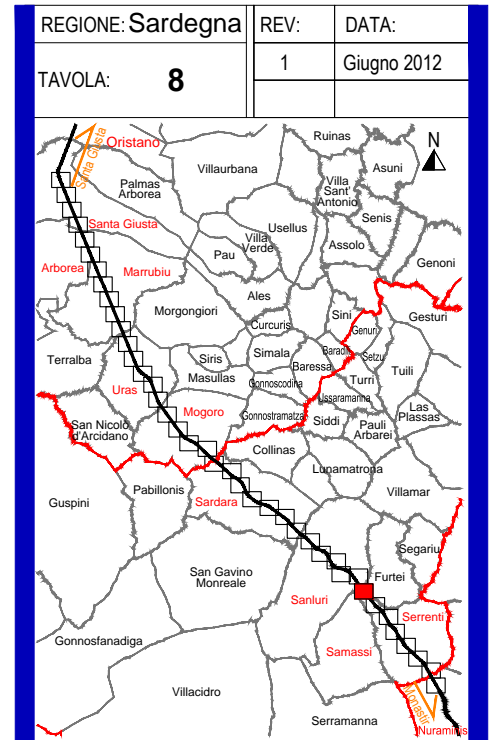 REGIONE: Sardegna
REV:
DATA:
TAVOLA: 8
1
Giugno 2012
N
Oristano
Santa Giusta
Ruinas
Villaurbana
Asuni
Palmas
Arborea
Villa
Sant'
Antonio
Senis
Santa Giusta
Usellus
Villa
Verde
Assolo
Pau
Genoni
Arborea
Marrubiu
Ales
Morgongiori
Sini
Gesturi
Curcuris
Genuri
Terralba
Siris
Simala
Baradili
Setzu
Baressa
Tuili
Masullas
Uras
Gonnoscodina
Turri
Ussaramanna
Mogoro
Gonnostramatza
Siddi
Las
Plassas
San Nicolò
d'Arcidano
Pauli
Arbarei
Collinas
Lunamatrona
Pabillonis
Villamar
Guspini
Sardara
Segariu
San Gavino
Monreale
Furtei
Sanluri
Serrenti
Gonnosfanadiga
Samassi
Villacidro
Monastir
Serramanna
Nuraminis